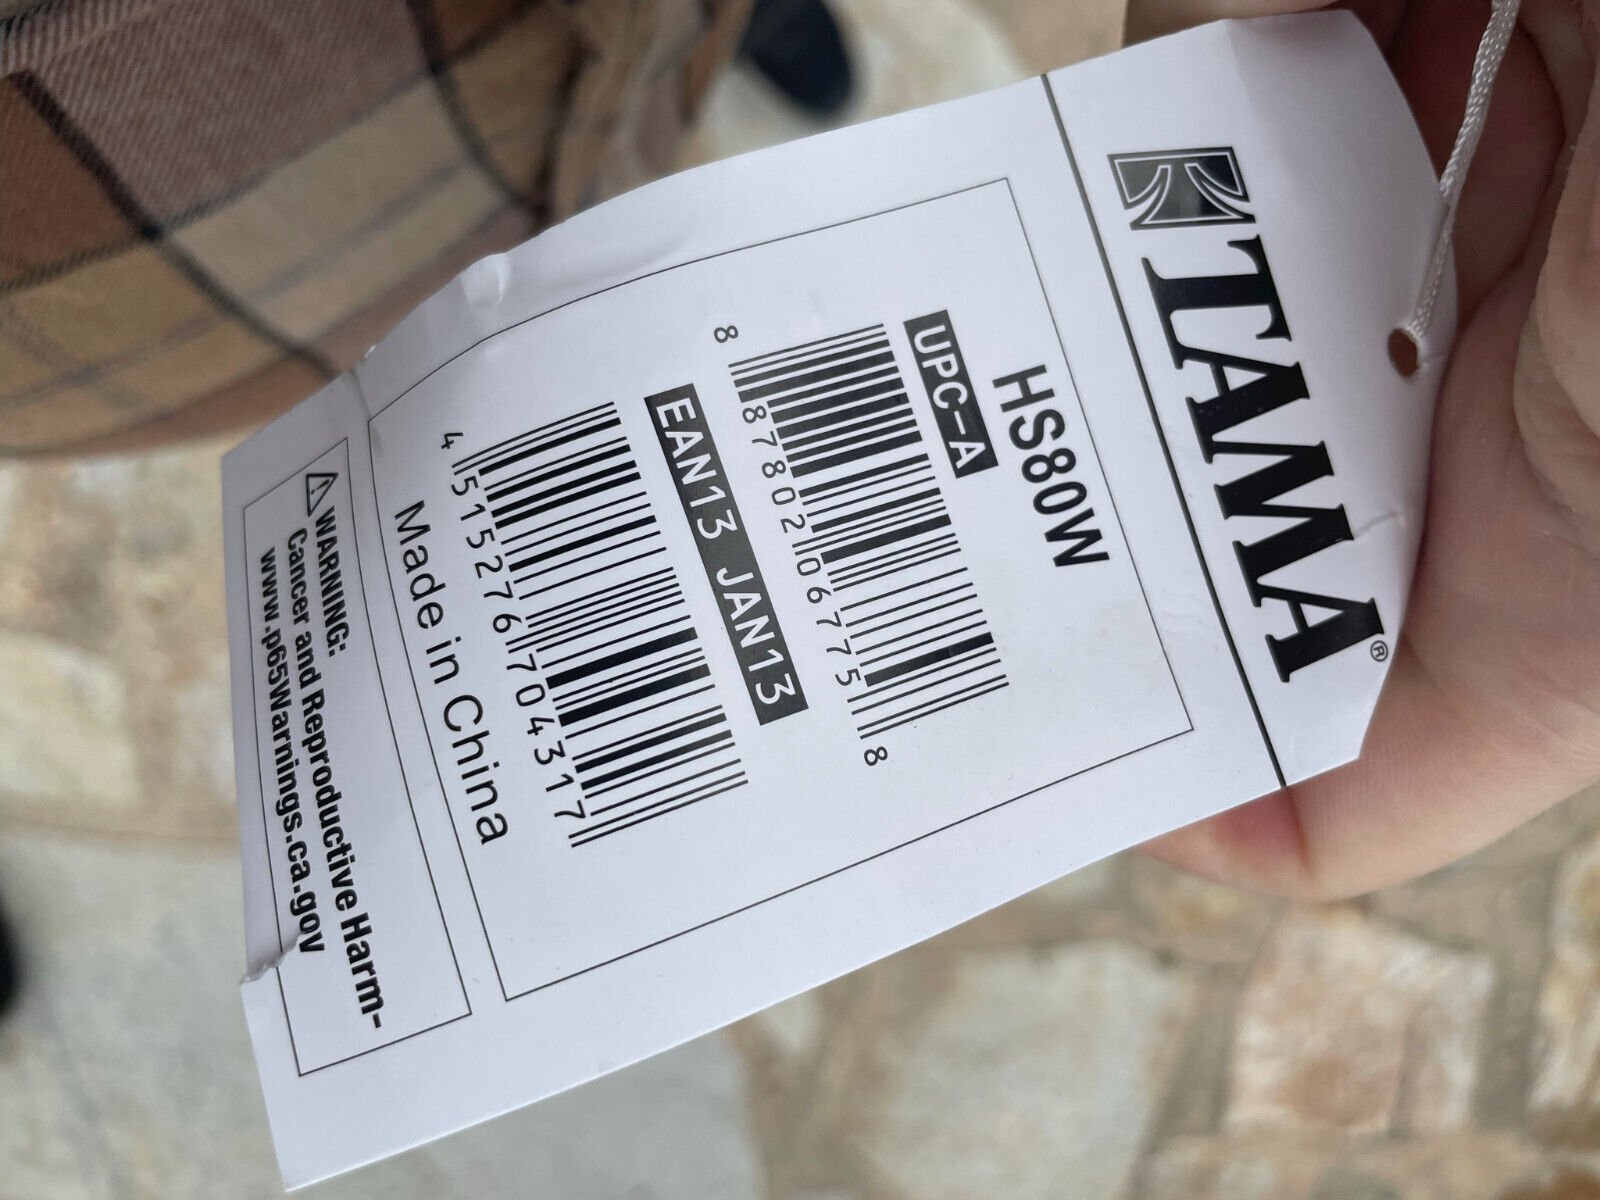 TAMA®
HS80W
UPC-A
8 87802 06775 8
EAN13 JAN13
4 515276 704317
Made in China
⚠WARNING:
Cancer and Reproductive Harm-
www.p65Warnings.ca.gov